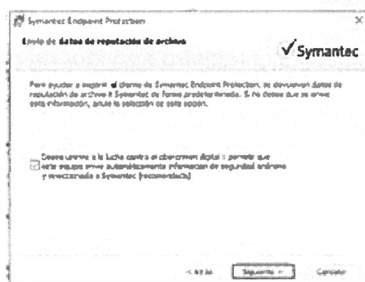 Symantec Endpoint Protection
Envío de datos de reputación de archivo
Symantec
Para ayudar a mejorar el cliente de Symantec Endpoint Protection, se devuelven datos de
reputación de archivo a Symantec de forma predeterminada. Si no desea que se envíe
esta información, anule la selección de esta opción.
Deseo unirme a la lucha contra el cibercrimen digital y permitir que
este equipo envíe automáticamente información de seguridad anónima
y seleccionada a Symantec (recomendado)
< Atrás
Siguiente >
Cancelar